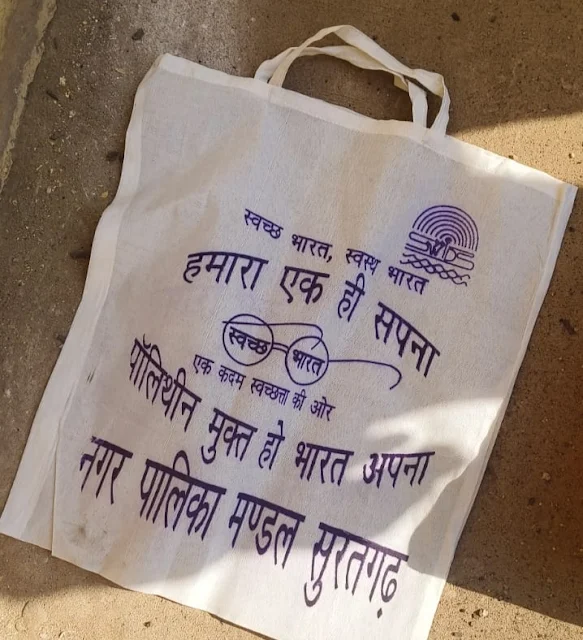 स्वच्छ भारत, स्वस्थ भारत
हमारा एक ही सपना
स्वच्छ भारत
एक कदम स्वच्छता की ओर
पॉलिथीन मुक्त हो भारत अपना
नगर पालिका मण्डल सुरतगढ़